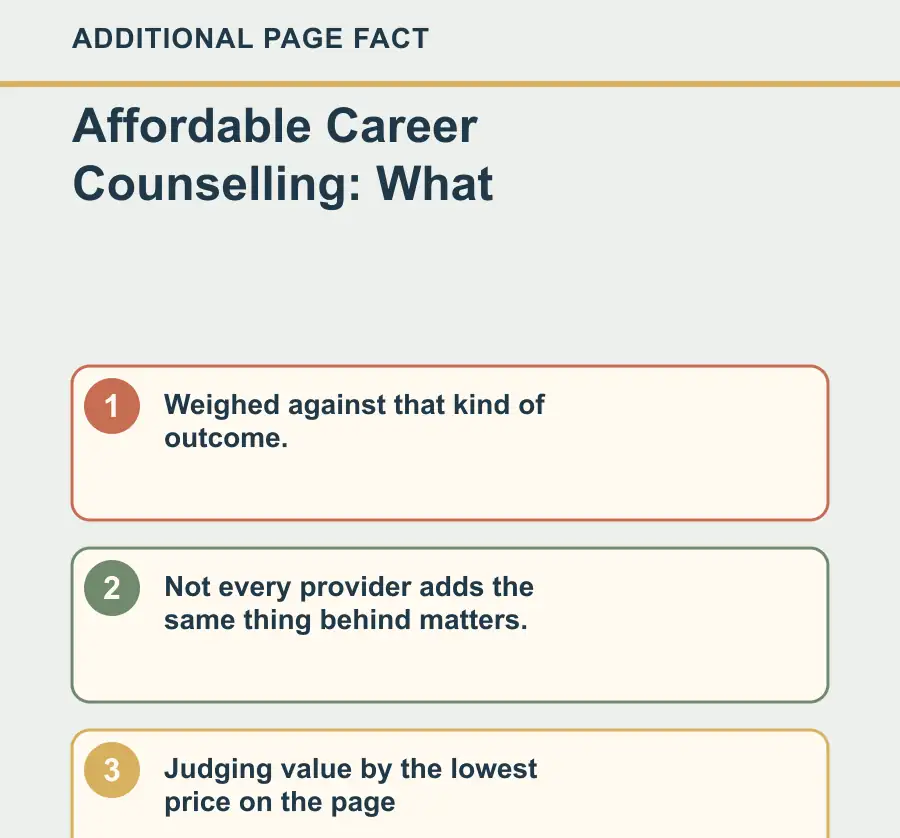 ADDITIONAL PAGE FACT
Affordable Career
Counselling: What
1
Weighed against that kind of
outcome.
2
Not every provider adds the
same thing behind matters.
3
Judging value by the lowest
price on the page